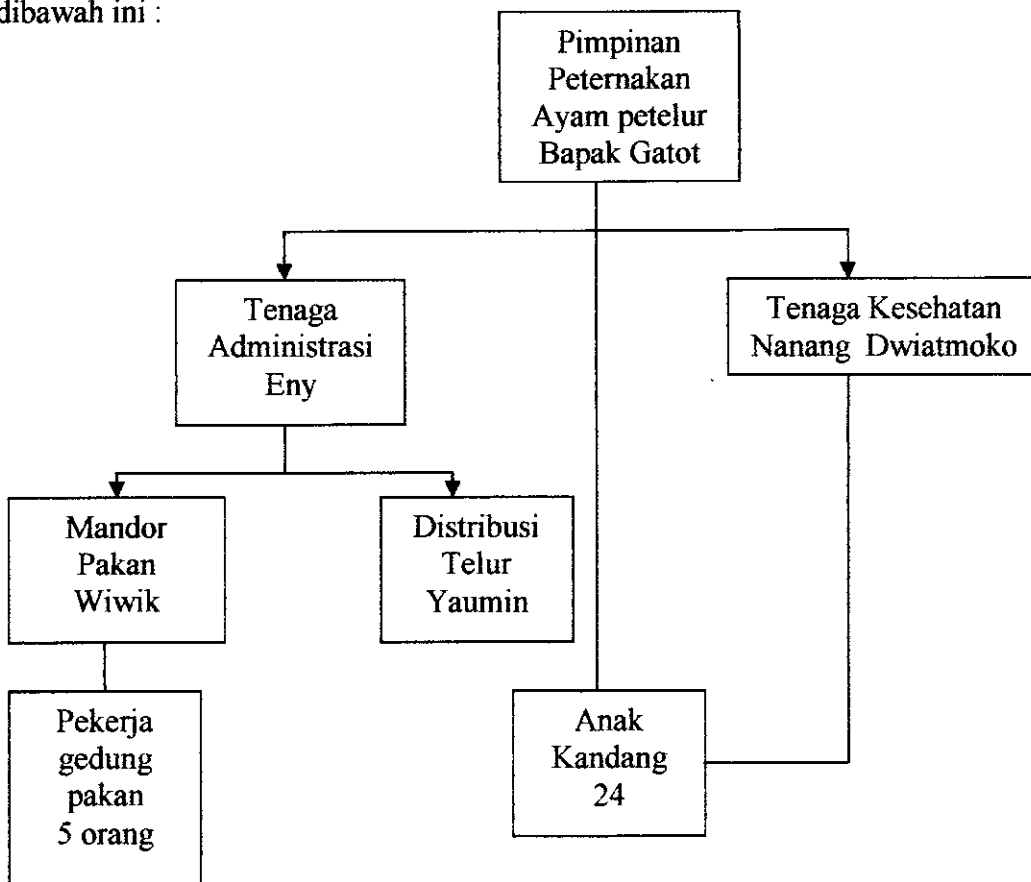 dibawah ini :
Pimpinan
Peternakan
Ayam petelur
Bapak Gatot
Tenaga
Administrasi
Eny
Tenaga Kesehatan
Nanang Dwiatmoko
Mandor
Pakan
Wiwik
Distribusi
Telur
Yaumin
Pekerja
gedung
pakan
5 orang
Anak
Kandang
24